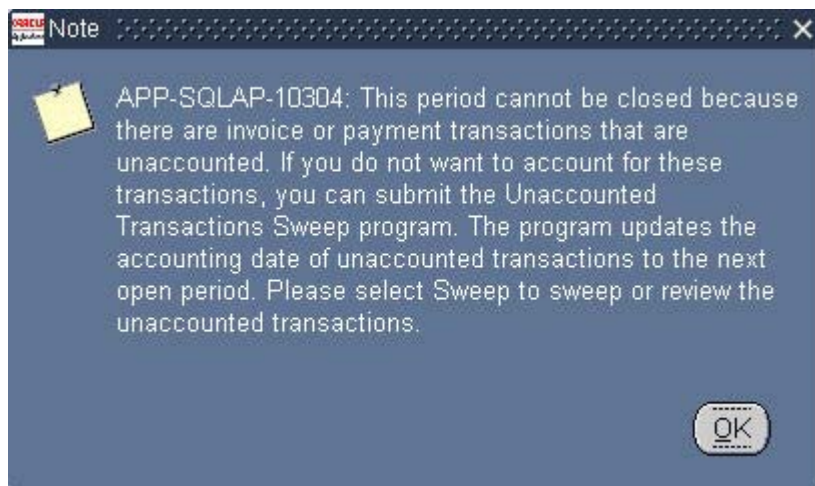 ORACLE
Note
APP-SQLAP-10304: This period cannot be closed because
there are invoice or payment transactions that are
unaccounted. If you do not want to account for these
transactions, you can submit the Unaccounted
Transactions Sweep program. The program updates the
accounting date of unaccounted transactions to the next
open period. Please select Sweep to sweep or review the
unaccounted transactions.
OK